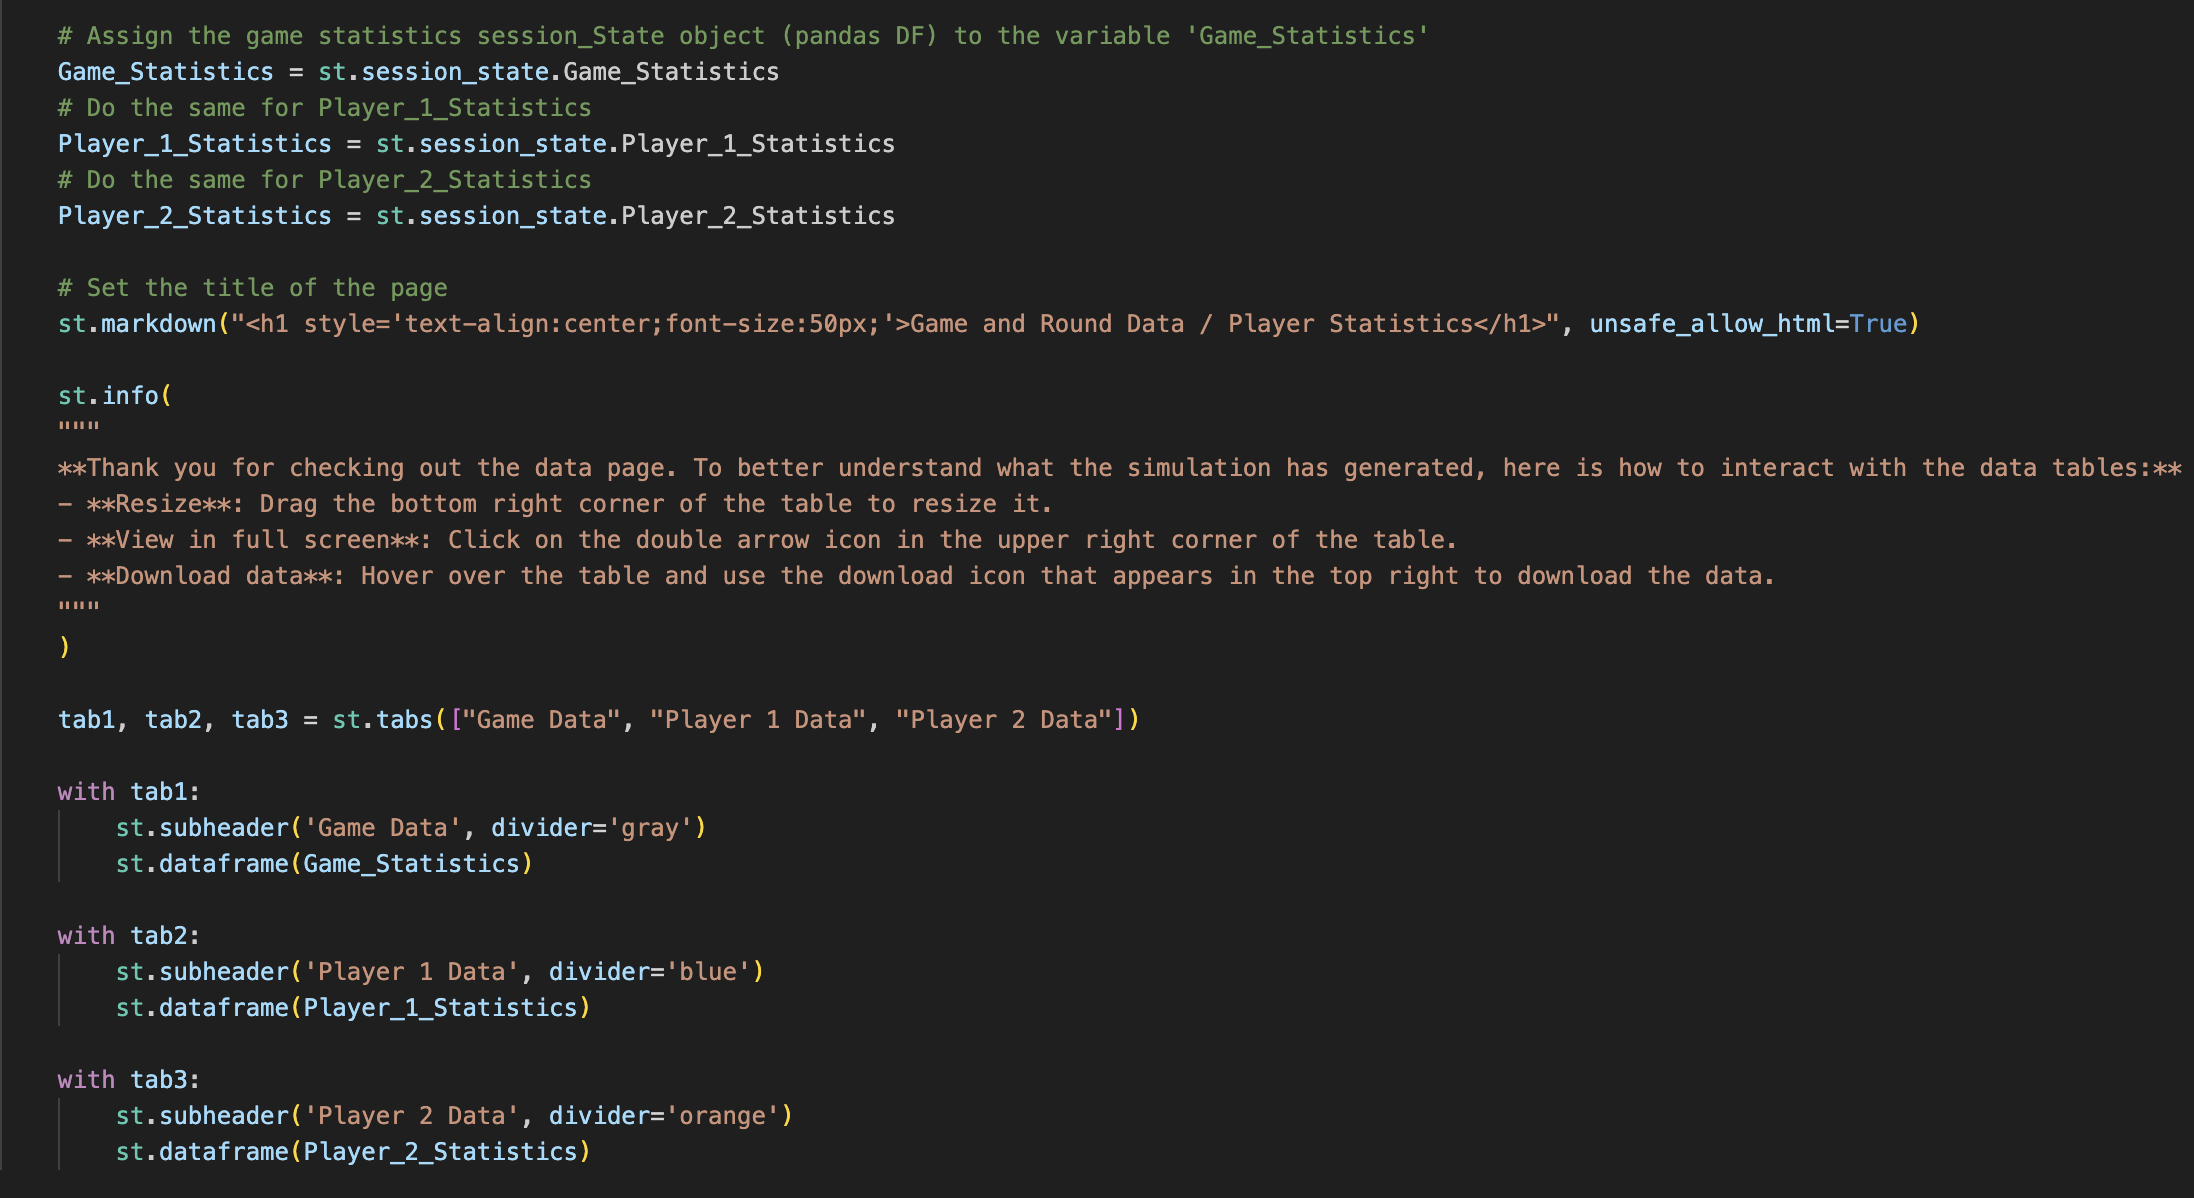 # Assign the game statistics session_State object (pandas DF) to the variable 'Game_Statistics'
Game_Statistics = st.session_state.Game_Statistics
# Do the same for Player_1_Statistics
Player_1_Statistics = st.session_state.Player_1_Statistics
# Do the same for Player_2_Statistics
Player_2_Statistics = st.session_state.Player_2_Statistics
# Set the title of the page
st.markdown("<h1 style='text-align:center;font-size:50px;'>Game and Round Data / Player Statistics</h1>", unsafe_allow_html=True)
st.info(
"""
**Thank you for checking out the data page. To better understand what the simulation has generated, here is how to interact with the data tables:**
- **Resize**: Drag the bottom right corner of the table to resize it.
- **View in full screen**: Click on the double arrow icon in the upper right corner of the table.
- **Download data**: Hover over the table and use the download icon that appears in the top right to download the data.
"""
)
tab1, tab2, tab3 = st.tabs(["Game Data", "Player 1 Data", "Player 2 Data"])
with tab1:
    st.subheader('Game Data', divider='gray')
    st.dataframe(Game_Statistics)
with tab2:
    st.subheader('Player 1 Data', divider='blue')
    st.dataframe(Player_1_Statistics)
with tab3:
    st.subheader('Player 2 Data', divider='orange')
    st.dataframe(Player_2_Statistics)